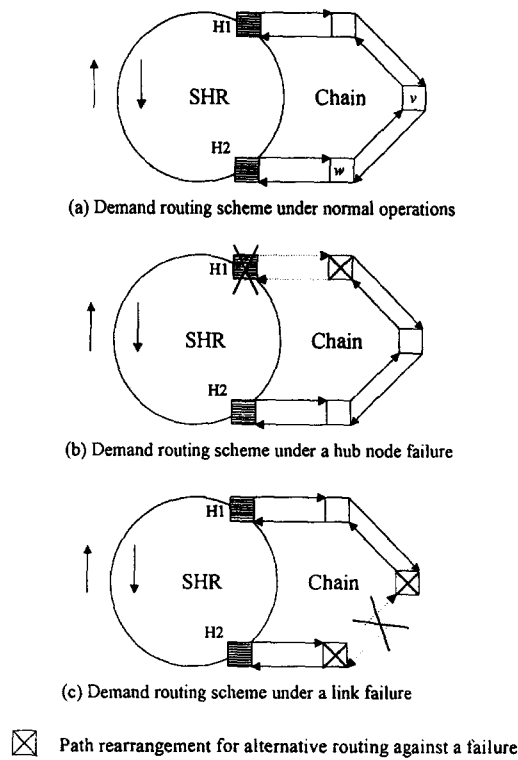 H1
SHR
Chain
v
H2
w
(a) Demand routing scheme under normal operations
H1
SHR
Chain
H2
(b) Demand routing scheme under a hub node failure
H1
SHR
Chain
H2
(c) Demand routing scheme under a link failure
Path rearrangement for alternative routing against a failure